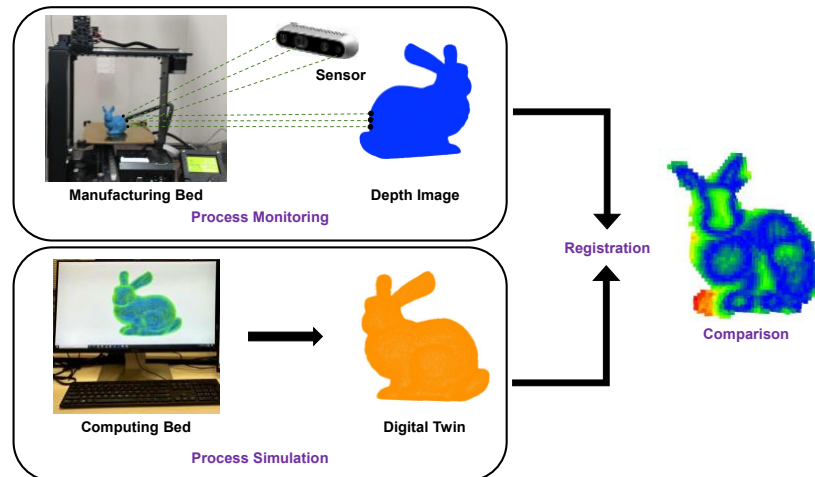 Sensor
Manufacturing Bed
Depth Image
Process Monitoring
Registration
Comparison
Computing Bed
Digital Twin
Process Simulation